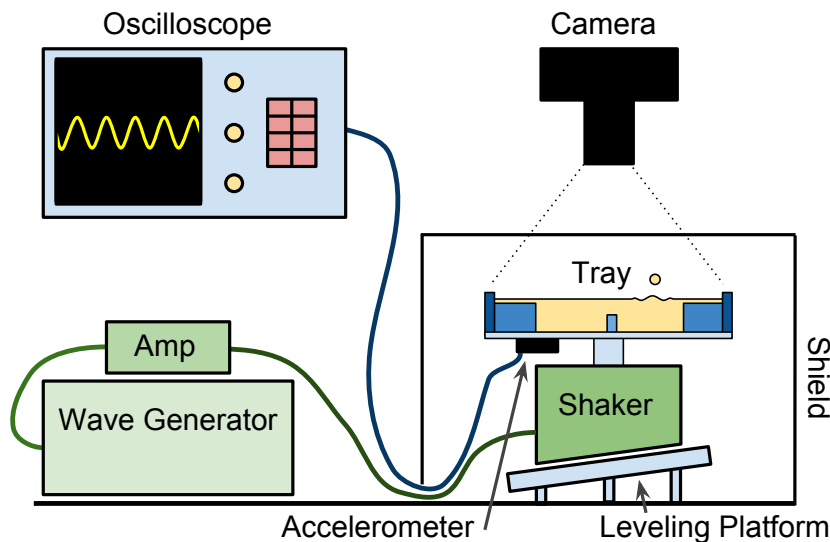 Oscilloscope
Camera
Tray
Amp
Wave Generator
Shaker
Shield
Accelerometer
Leveling Platform